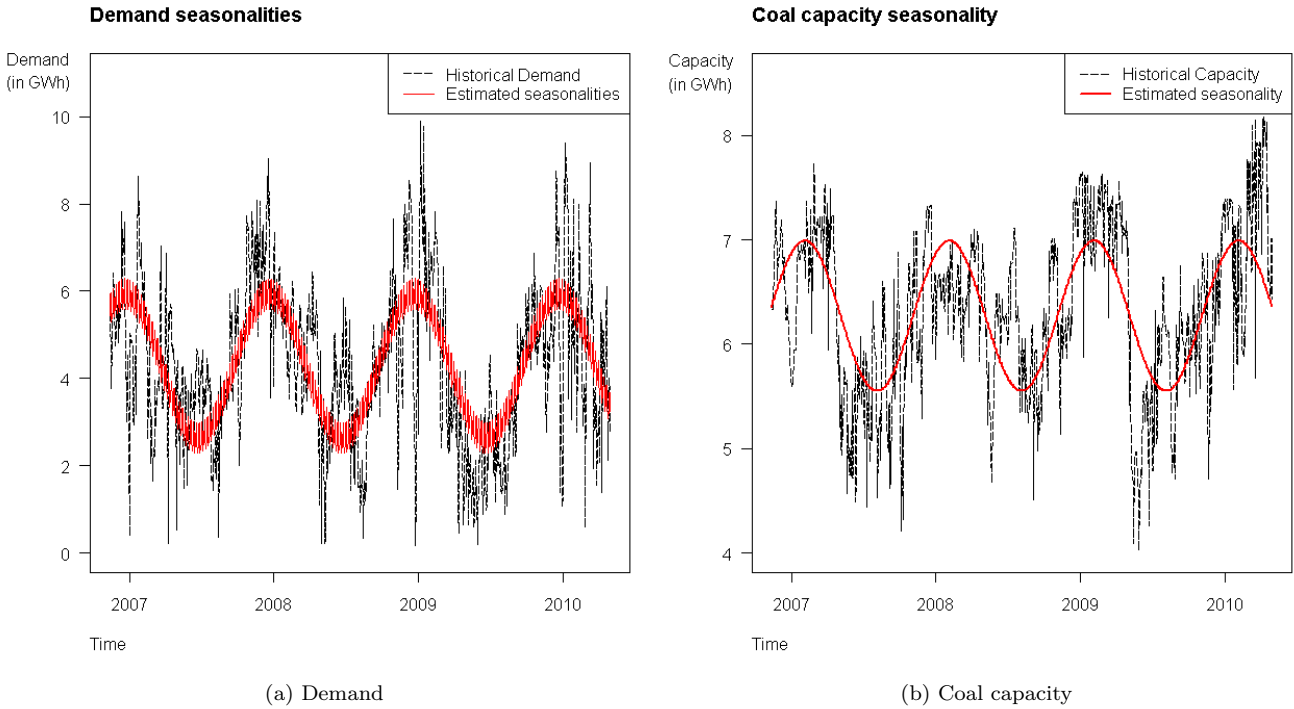 Demand seasonalities
Demand
(in GWh)
Historical Demand
Estimated seasonalities
10
8
6
4
2
0
2007 2008 2009 2010
Time
(a) Demand
Coal capacity seasonality
Capacity
(in GWh)
Historical Capacity
Estimated seasonality
8
7
6
5
4
2007 2008 2009 2010
Time
(b) Coal capacity